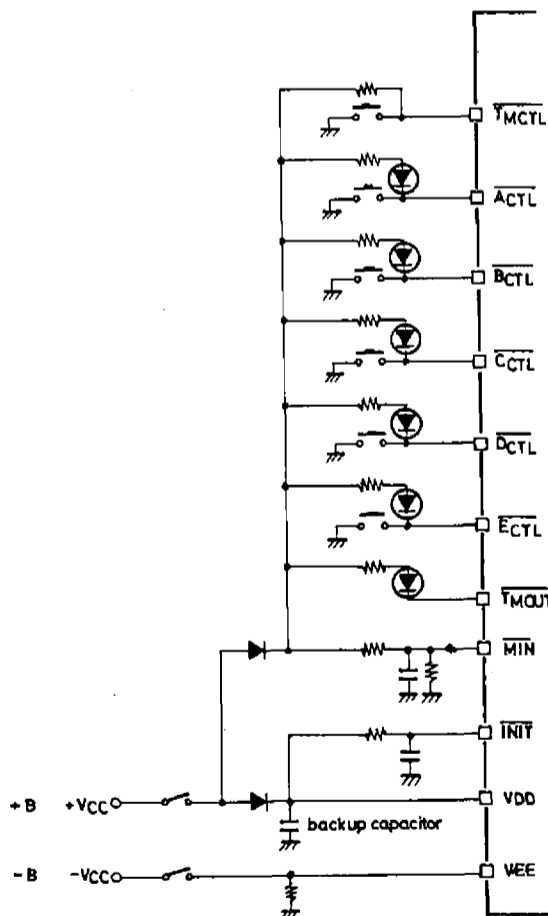 TMCTL
ACTL
BCTL
CCTL
DCTL
ECTL
TMOUT
MIN
INIT
+B +VCC VDD
backup capacitor
-B -VCC VEE